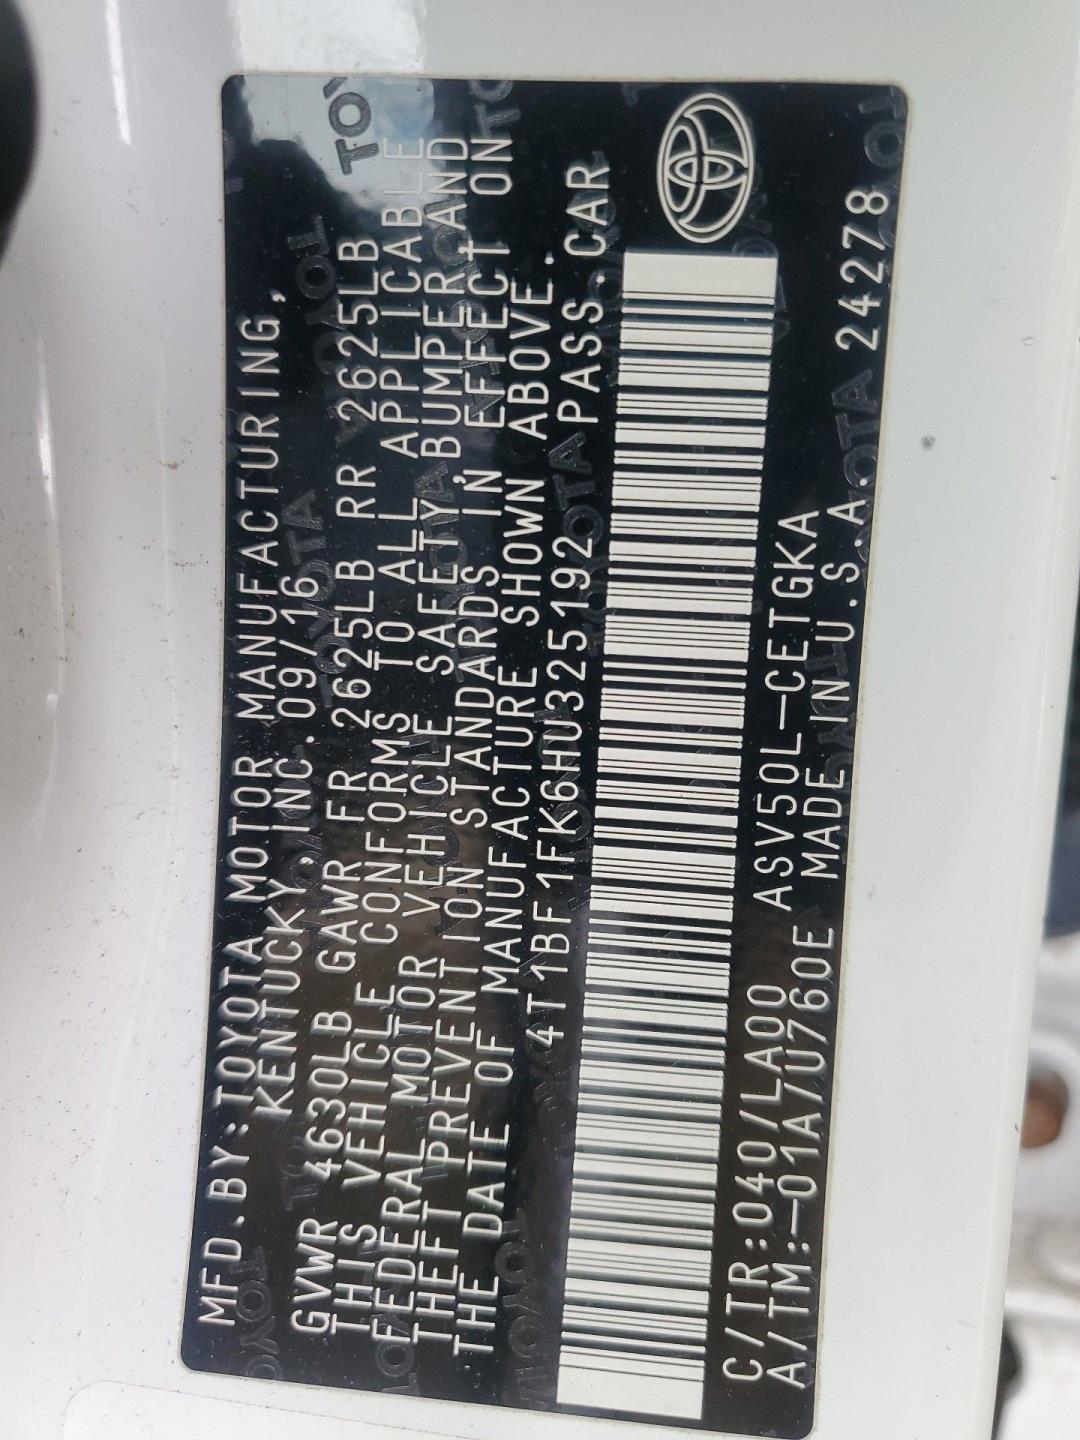 MFD.BY:TOYOTA MOTOR MANUFACTURING,
KENTUCKY, INC. 09/16
GVWR 4630LB GAWR FR 2625LB RR 2625LB
THIS VEHICLE CONFORMS TO ALL APPLICABLE
FEDERAL MOTOR VEHICLE SAFETY, BUMPER, AND
THEFT PREVENTION STANDARDS IN EFFECT ON
THE DATE OF MANUFACTURE SHOWN ABOVE.
4T1BF1FK6HU325192 PASS.CAR
C/TR:040/LA00 ASV50L-CETGKA
A/TM:-01A/U760E MADE IN U.S.A. 24278